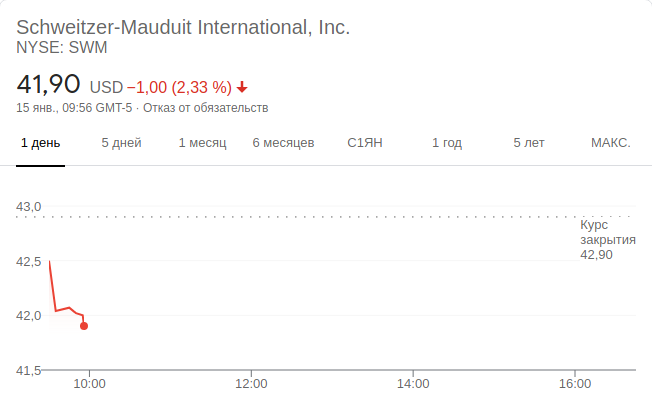 Schweitzer-Mauduit International, Inc.
NYSE: SWM
41,90 USD −1,00 (2,33 %)
15 янв., 09:56 GMT-5 · Отказ от обязательств
1 день 5 дней 1 месяц 6 месяцев С1ЯН 1 год 5 лет МАКС.
43,0
Курс
закрытия
42,90
42,5
42,0
41,5
10:00 12:00 14:00 16:00